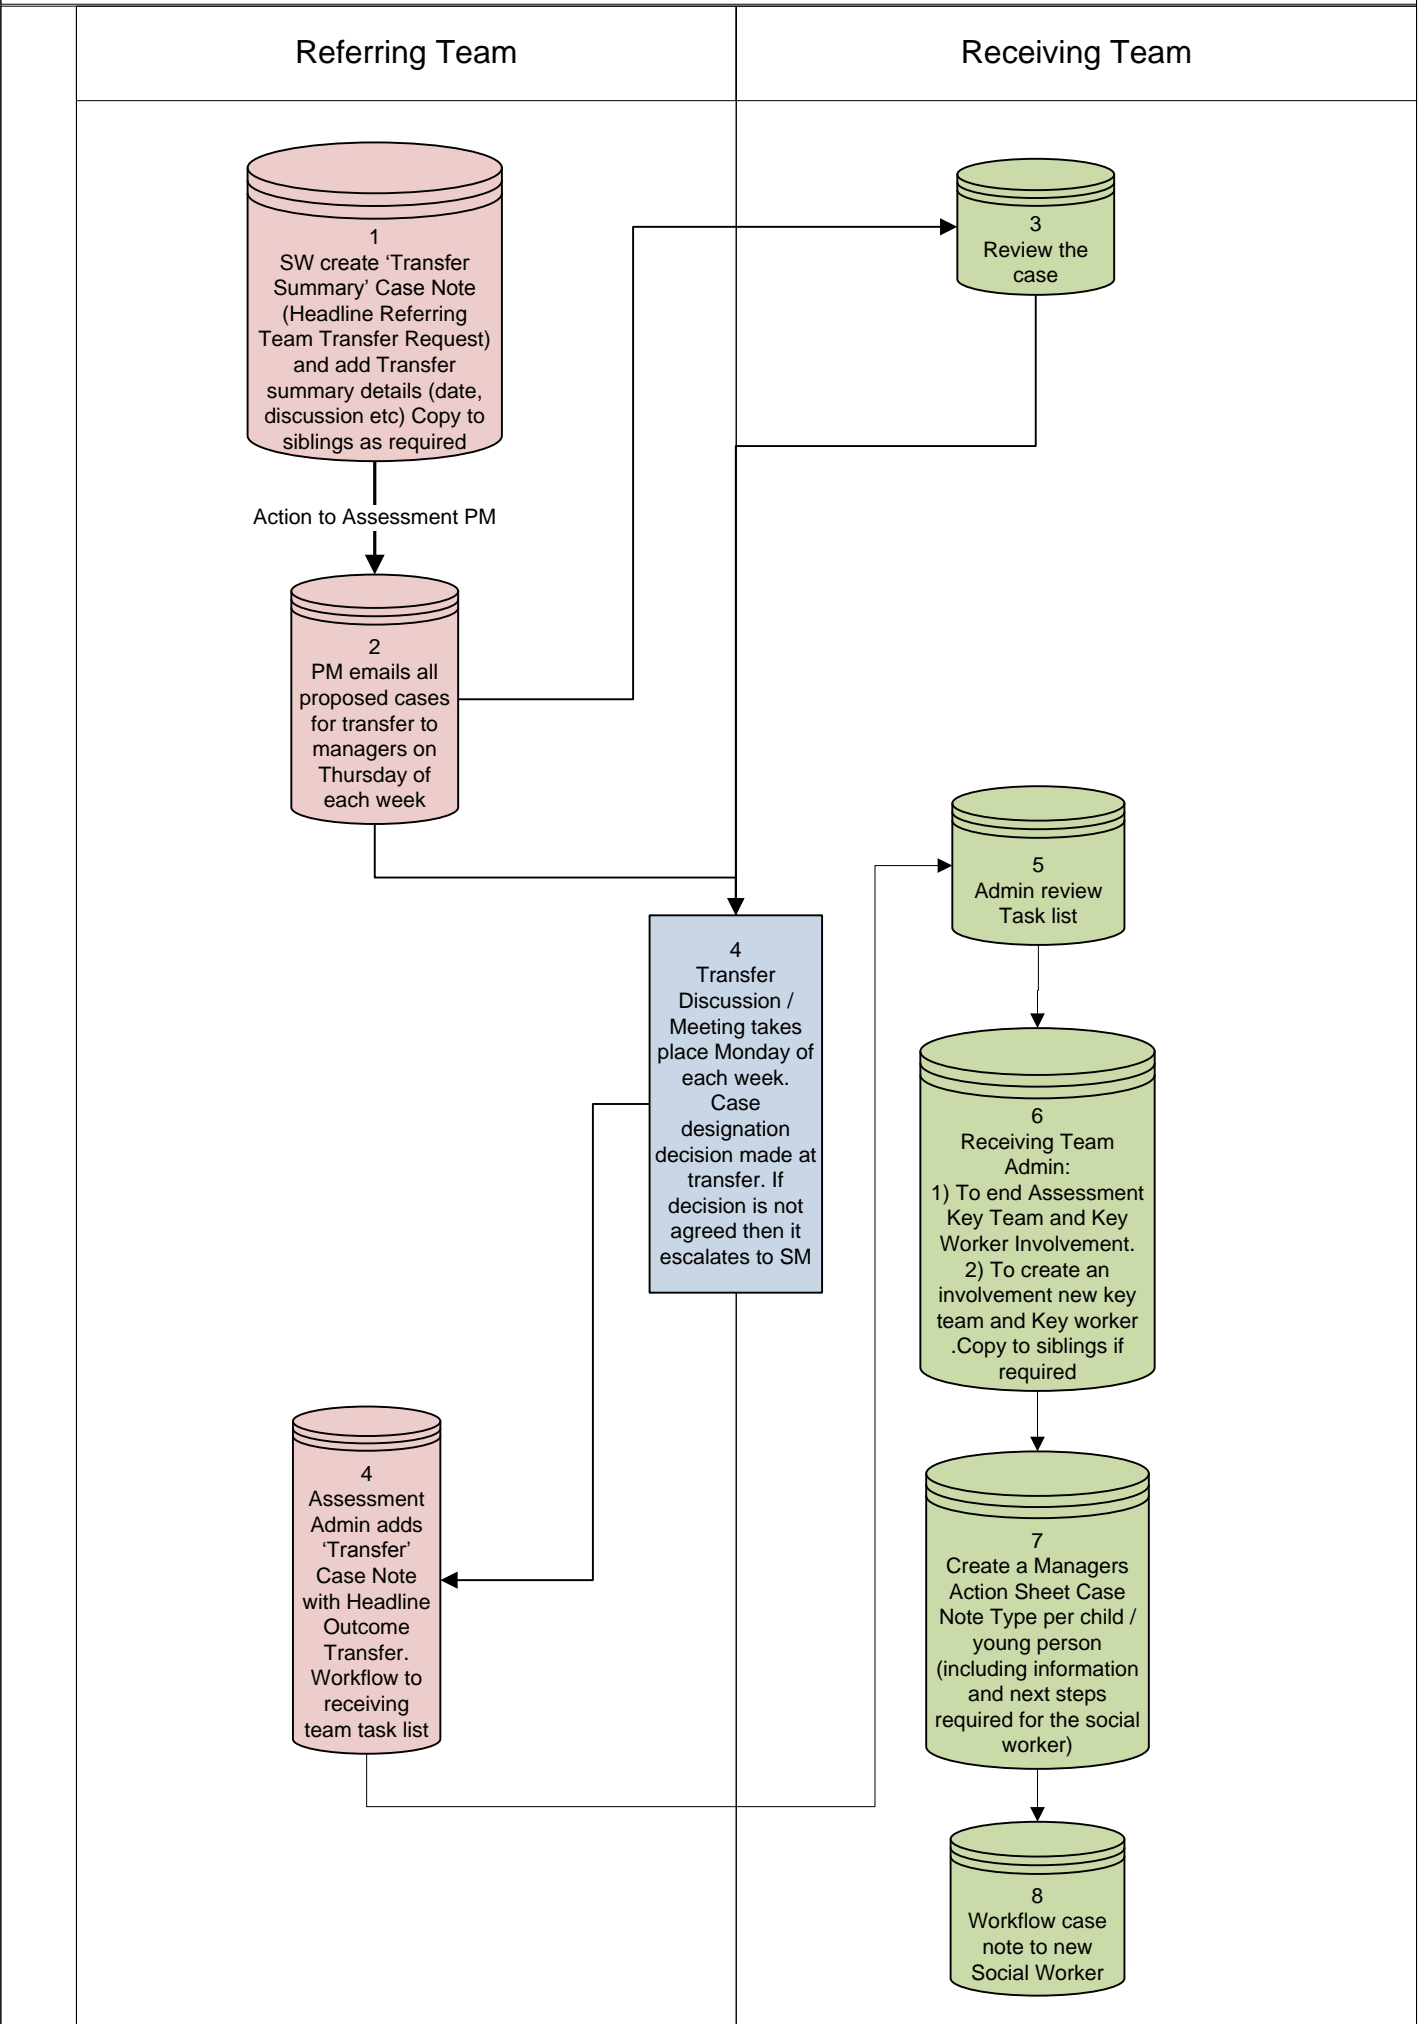 Referring Team
Receiving Team
1
SW create ‘Transfer
Summary’ Case Note
(Headline Referring
Team Transfer Request)
and add Transfer
summary details (date,
discussion etc) Copy to
siblings as required
Action to Assessment PM
2
PM emails all
proposed cases
for transfer to
managers on
Thursday of
each week
3
Review the
case
4
Transfer
Discussion /
Meeting takes
place Monday of
each week.
Case
designation
decision made at
transfer. If
decision is not
agreed then it
escalates to SM
4
Assessment
Admin adds
‘Transfer’
Case Note
with Headline
Outcome
Transfer.
Workflow to
receiving
team task list
5
Admin review
Task list
6
Receiving Team
Admin:
1) To end Assessment
Key Team and Key
Worker Involvement.
2) To create an
involvement new key
team and Key worker
.Copy to siblings if
required
7
Create a Managers
Action Sheet Case
Note Type per child /
young person
(including information
and next steps
required for the social
worker)
8
Workflow case
note to new
Social Worker